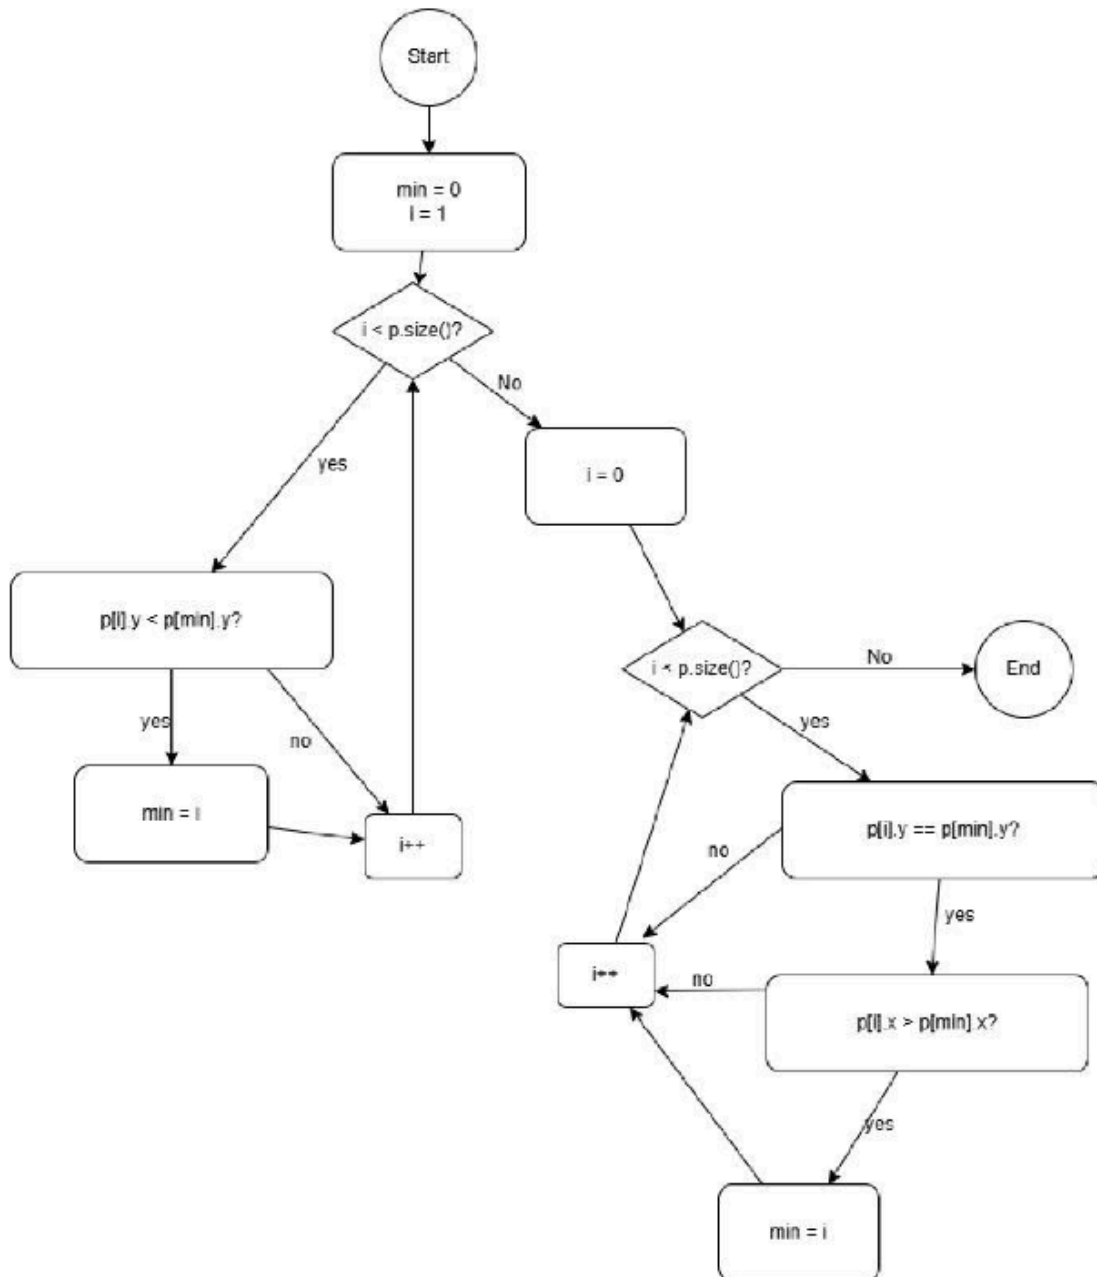 Start
min = 0
i = 1
i < p.size()?
No
yes
i = 0
p[i].y < p[min].y?
yes
no
min = i
i++
i < p.size()?
No
End
yes
p[i].y == p[min].y?
no
yes
i++
no
p[i].x > p[min].x?
yes
min = i